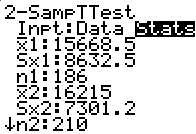 2-SampTTest
Inpt:Data Stats
x̄1:15668.5
Sx1:8632.5
n1:186
x̄2:16215
Sx2:7301.2
↓n2:210